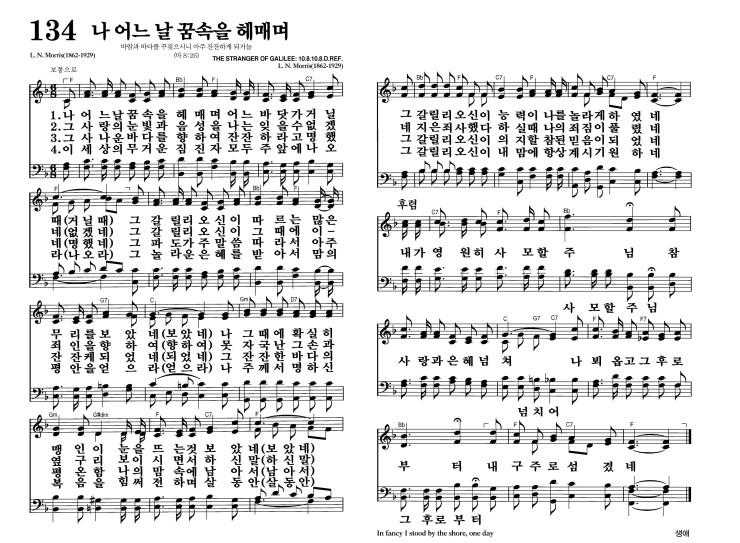 134 나 어느 날 꿈속을 헤매며
바람과 바다를 꾸짖으시니 아주 잔잔하게 되거늘
(마 8:26)
L. N. Morris(1862-1929)
THE STRANGER OF GALILEE: 10.8.10.8.D.REF.
L. N. Morris(1862-1929)
보통으로
1.나 어느날 꿈속을 헤매며 어느 바닷가 거닐
2.그 사랑의 눈빛과 음성을 나는 잊을수 없겠
3.그 사나운 바다를 향하여 잔잔하라고 명했
4.이 세상의 무거운 짐진자 모두 주앞에 나오
때(거닐 때) 그 갈릴리 오신이 따르는 많은
네(없겠네) 그 갈릴리 오신이 그때에 이-
네(명했네) 그 파도가 주 말씀 따라서 아주
라(나오라) 그 놀라운 은혜를 받아서 맘의
무리를 보았네(보았네) 나 그때에 확실히
죄인을 향하여(향하여) 못자국난 그손과
잔잔케 되었네(되었네) 그 잔잔한 바다의
평안을 얻으라(얻으라) 나 주께서 명하신
맹인이 눈을 뜨는것 보았네(보았네)
옆구리 보이시면서 하신말(하신말)
평온함이 나의 맘속에 남아서(남아서)
복음을 힘써 전하며 살동안(살동안)
그 갈릴리오신이 능력이 나를 놀라게 하였네
네 지은죄사했다 하실때 나의 죄짐이 풀렸네
그 갈릴리오신이 의지할 참된 믿음이 되었네
그 갈릴리오신이 내 맘에 항상 계시기 원하네
후렴
내가 영원히 사모할 주님 참
사모할 주님
사랑과 은혜 넘쳐 나 뵈옵고 그 후로
넘치어
부터 내 구주로 섬겼네
그 후로부터
In fancy I stood by the shore, one day
생애